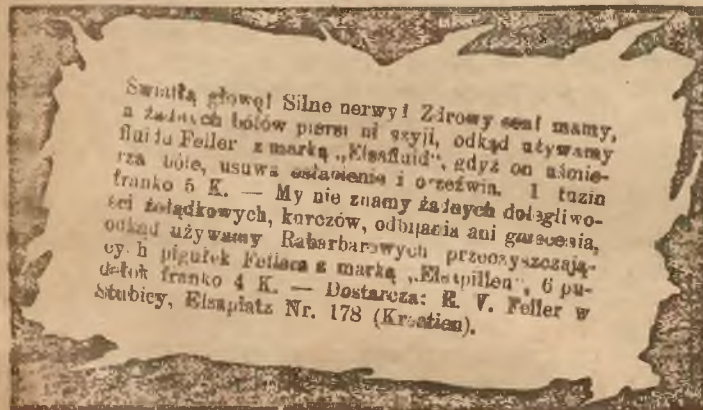 Światłą głowę! Silne nerwy! Zdrowy sen! mamy,
a żadnych bólów piersi ni szyji, odkąd używamy
fluidu Feller z marką „Elsafluid“, gdyż on uśmie-
rza bóle, usuwa osłabienie i orzeźwia. 1 tuzin
franko 5 K. — My nie znamy żadnych dolegliwo-
ści żołądkowych, kurczów, odbijania ani gniecenia,
odkąd używamy Rabarbarowych przeczyszczają-
cych pigułek Fellera z marką „Elsapillen“, 6 pu-
dełek franko 4 K. — Dostarcza: E. V. Feller w
Stubicy, Elsaplatz Nr. 178 (Kroatien).